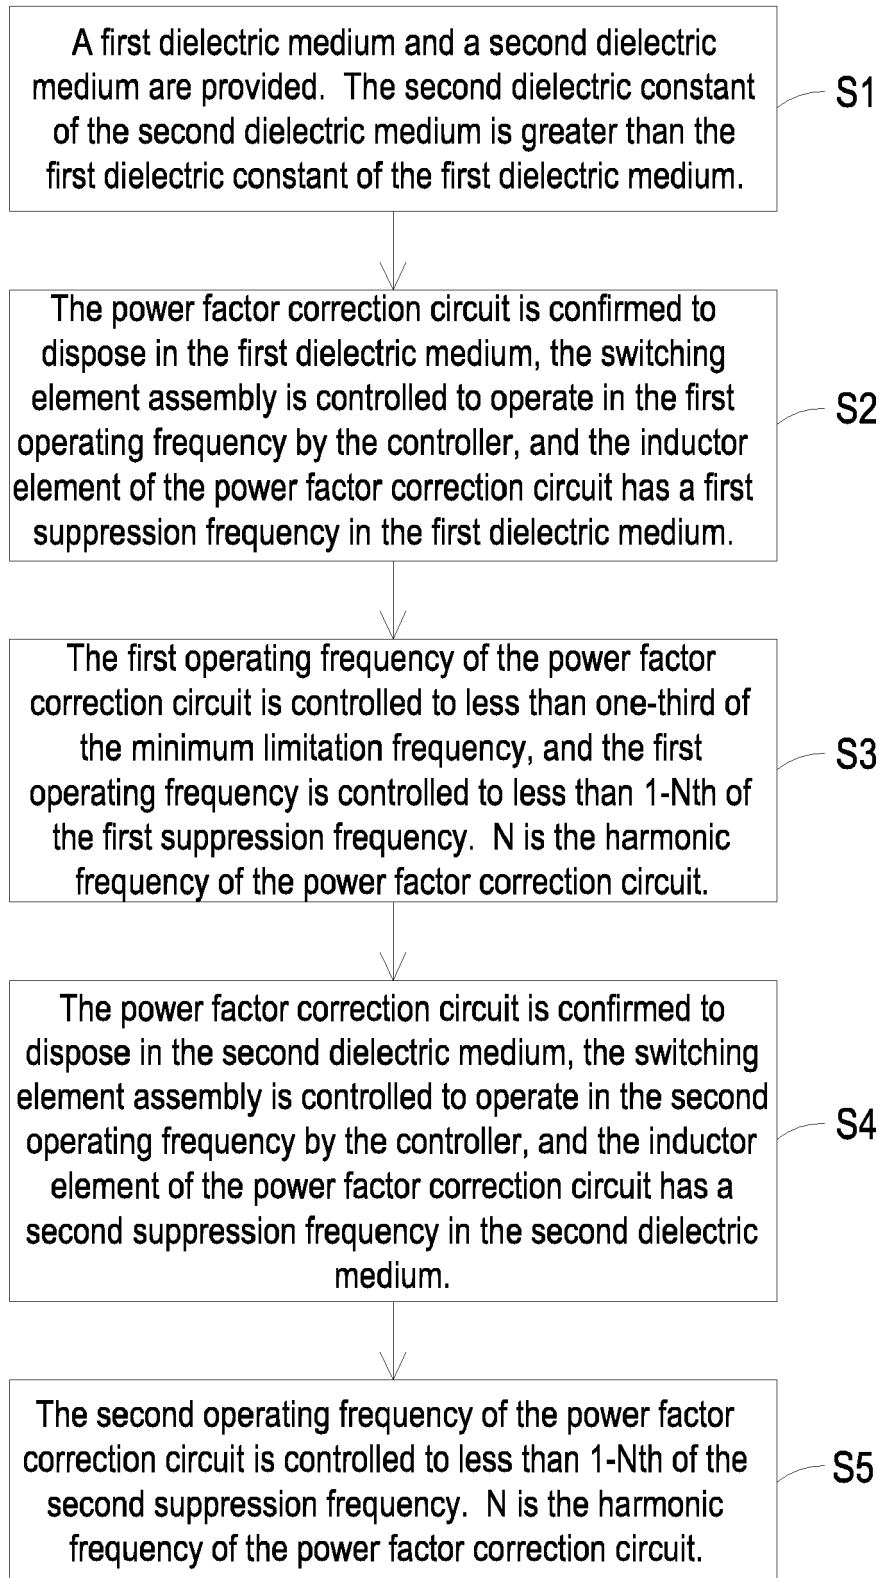 A first dielectric medium and a second dielectric
medium are provided.  The second dielectric constant
of the second dielectric medium is greater than the
first dielectric constant of the first dielectric medium.
S1
The power factor correction circuit is confirmed to
dispose in the first dielectric medium, the switching
element assembly is controlled to operate in the first
operating frequency by the controller, and the inductor
element of the power factor correction circuit has a first
suppression frequency in the first dielectric medium.
S2
The first operating frequency of the power factor
correction circuit is controlled to less than one-third of
the minimum limitation frequency, and the first
operating frequency is controlled to less than 1-Nth of
the first suppression frequency.  N is the harmonic
frequency of the power factor correction circuit.
S3
The power factor correction circuit is confirmed to
dispose in the second dielectric medium, the switching
element assembly is controlled to operate in the second
operating frequency by the controller, and the inductor
element of the power factor correction circuit has a
second suppression frequency in the second dielectric
medium.
S4
The second operating frequency of the power factor
correction circuit is controlled to less than 1-Nth of the
second suppression frequency.  N is the harmonic
frequency of the power factor correction circuit.
S5